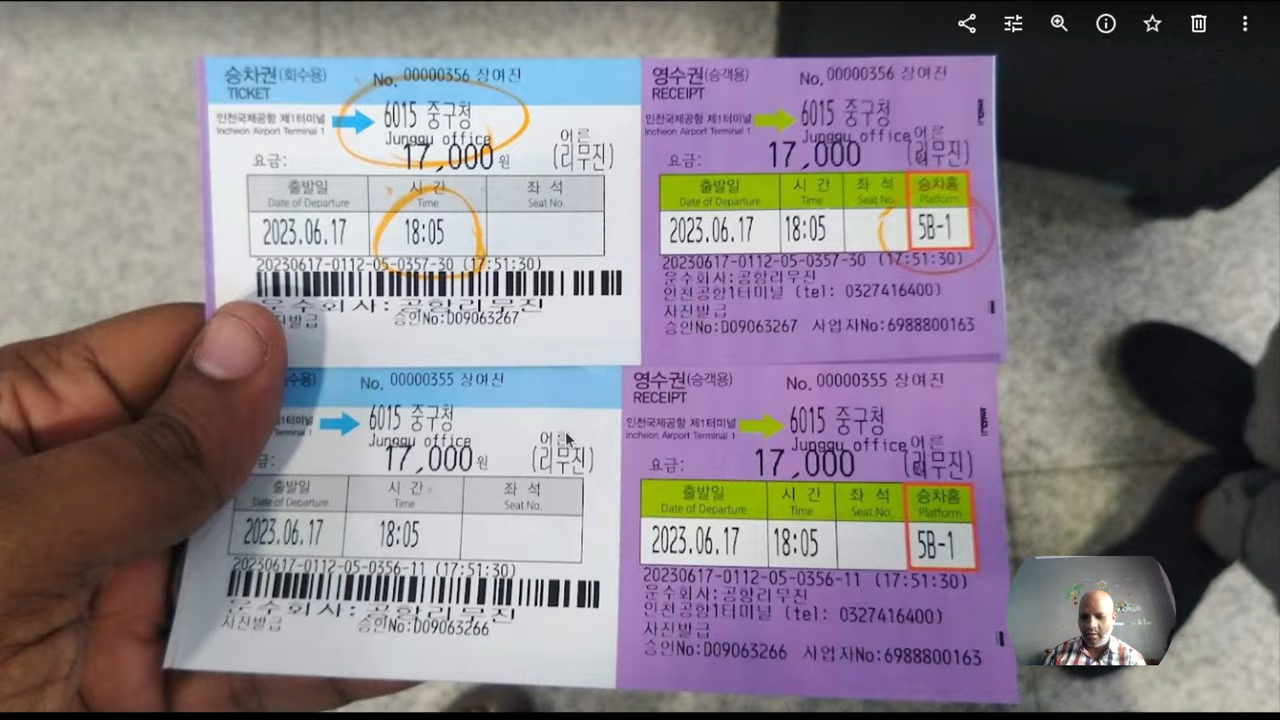 승차권(회수용)
TICKET
No. 00000356 장여진
인천국제공항 제1터미널
Incheon Airport Terminal 1
6015 중구청
Junggu office
어른
요금: 17,000원 (리무진)
출발일 시 간 좌 석
Date of Departure Time Seat No.
2023.06.17 18:05
20230617-0112-05-0357-30 (17:51:30)
운수회사:공항리무진
승인No:D09063267
영수권(승객용)
RECEIPT
No. 00000356 장여진
인천국제공항 제1터미널
Incheon Airport Terminal 1
6015 중구청
Junggu office
어른
요금: 17,000 (리무진)
출발일 시 간 좌 석 승차홈
Date of Departure Time Seat No. Platform
2023.06.17 18:05 5B-1
20230617-0112-05-0357-30 (17:51:30)
운수회사:공항리무진
인천공항1터미널 (tel: 0327416400)
자진발급
승인No:D09063267 사업자No:6988800163
No. 00000355 장여진
6015 중구청
Junggu office
어른
요금: 17,000원 (리무진)
출발일 시 간 좌 석
Date of Departure Time Seat No.
2023.06.17 18:05
20230617-0112-05-0356-11 (17:51:30)
운수회사:공항리무진
자진발급 승인No:D09063266
영수권(승객용)
RECEIPT
No. 00000355 장여진
인천국제공항 제1터미널
Incheon Airport Terminal 1
6015 중구청
Junggu office
어른
요금: 17,000 (리무진)
출발일 시 간 좌 석 승차홈
Date of Departure Time Seat No. Platform
2023.06.17 18:05 5B-1
20230617-0112-05-0356-11 (17:51:30)
운수회사:공항리무진
인천공항1터미널 (tel: 0327416400)
자진발급
승인No:D09063266 사업자No:6988800163